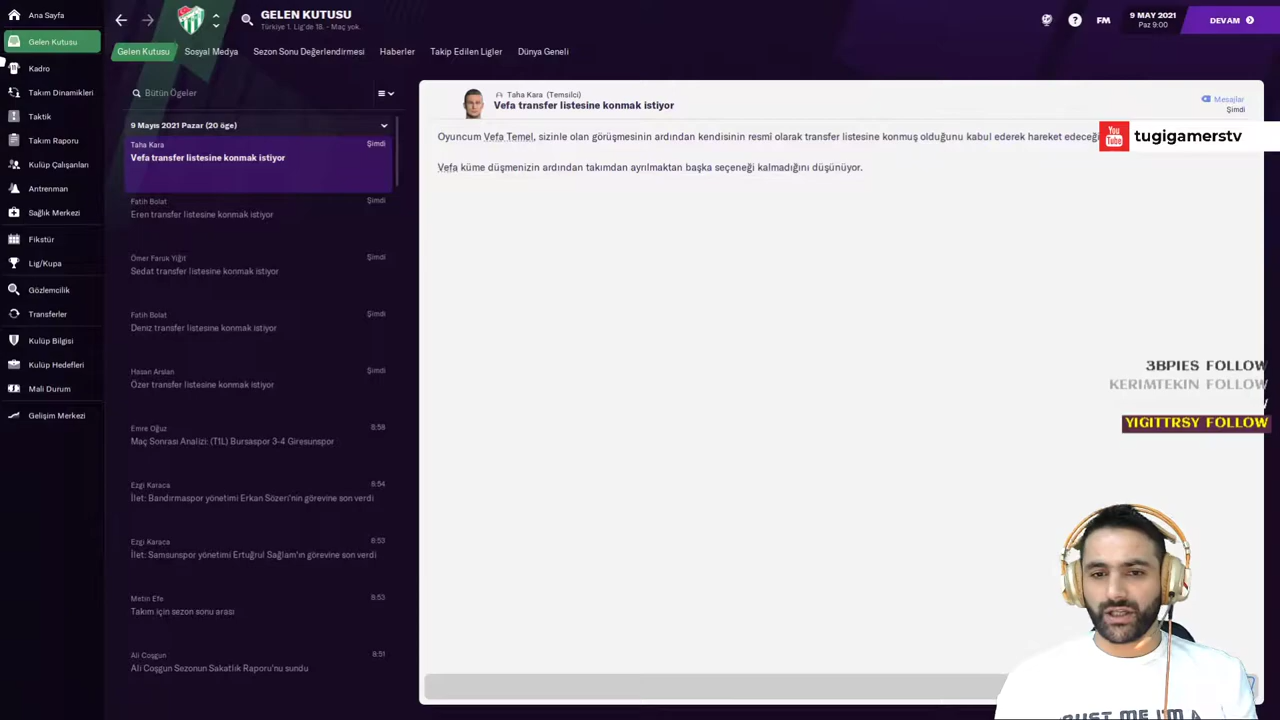 Ana Sayfa
Gelen Kutusu
Kadro
Takım Dinamikleri
Taktik
Takım Raporu
Kulüp Çalışanları
Antrenman
Sağlık Merkezi
Fikstür
Lig/Kupa
Gözlemcilik
Transferler
Kulüp Bilgisi
Kulüp Hedefleri
Mali Durum
Gelişim Merkezi
GELEN KUTUSU
Türkiye 1. Lig'de 18. - Maç yok.
FM
9 MAY 2021
Paz 9:00
DEVAM
Gelen Kutusu
Sosyal Medya
Sezon Sonu Değerlendirmesi
Haberler
Takip Edilen Ligler
Dünya Geneli
Bütün Ögeler
9 Mayıs 2021 Pazar (20 öge)
Taha Kara Şimdi
Vefa transfer listesine konmak istiyor
Fatih Bolat Şimdi
Eren transfer listesine konmak istiyor
Ömer Faruk Yiğit Şimdi
Sedat transfer listesine konmak istiyor
Fatih Bolat Şimdi
Deniz transfer listesine konmak istiyor
Hasan Arslan Şimdi
Özer transfer listesine konmak istiyor
Emre Oğuz 8:58
Maç Sonrası Analizi: (T1L) Bursaspor 3-4 Giresunspor
Ezgi Karaca 8:54
İlet: Bandırmaspor yönetimi Erkan Sözeri'nin görevine son verdi
Ezgi Karaca 8:53
İlet: Samsunspor yönetimi Ertuğrul Sağlam'ın görevine son verdi
Metin Efe 8:53
Takım için sezon sonu arası
Ali Coşgun 8:51
Ali Coşgun Sezonun Sakatlık Raporu'nu sundu
Taha Kara (Temsilci)
Vefa transfer listesine konmak istiyor
Mesajlar
Şimdi
Oyuncum Vefa Temel, sizinle olan görüşmesinin ardından kendisinin resmi olarak transfer listesine konmuş olduğunu kabul ederek hareket edeceği
Vefa küme düşmenizin ardından takımdan ayrılmaktan başka seçeneği kalmadığını düşünüyor.
You Tube
tugigamerstv
3BPIES FOLLOW
KERIMTEKIN FOLLOW
YIGITTRSY FOLLOW